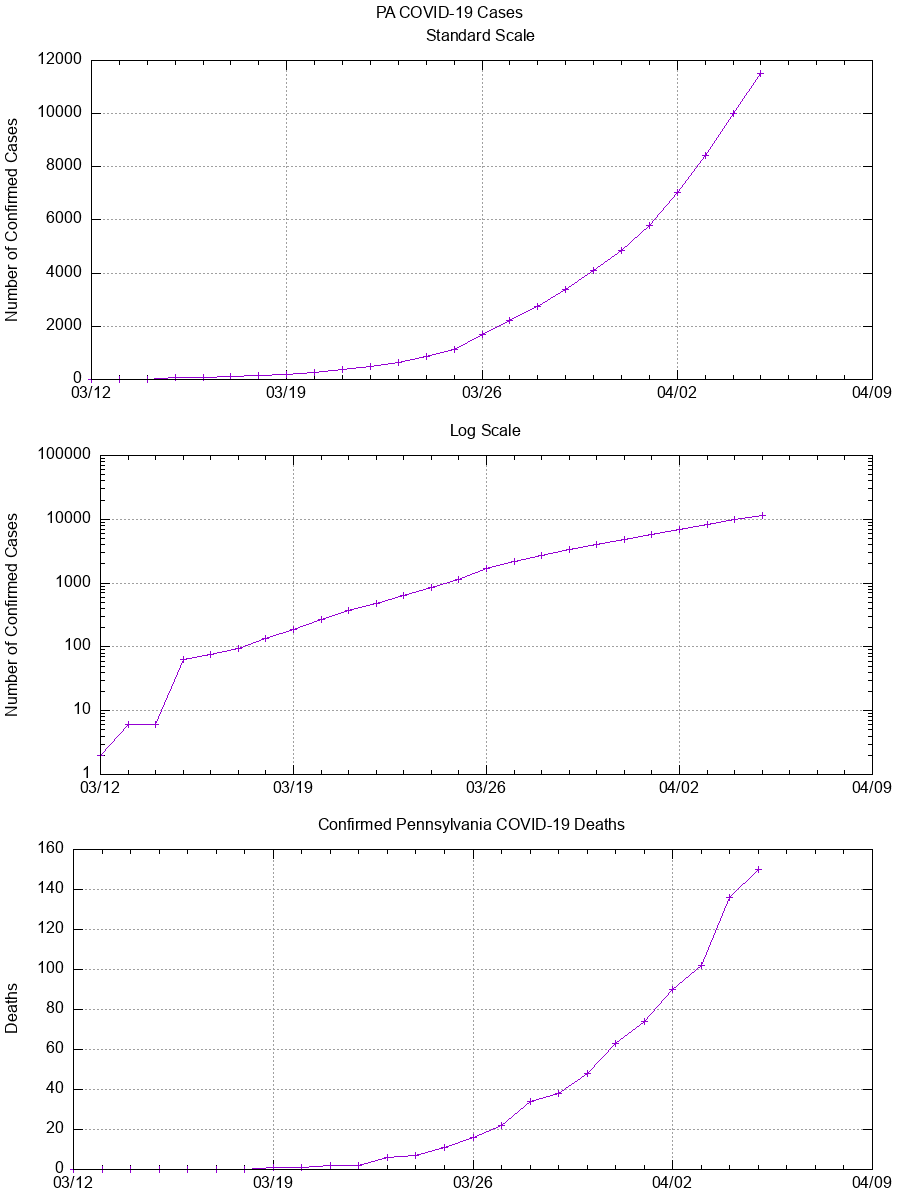 PA COVID-19 Cases
Standard Scale
12000
10000
8000
6000
4000
2000
0
Number of Confirmed Cases
03/12 03/19 03/26 04/02 04/09
Log Scale
100000
10000
1000
100
10
1
Number of Confirmed Cases
03/12 03/19 03/26 04/02 04/09
Confirmed Pennsylvania COVID-19 Deaths
160
140
120
100
80
60
40
20
0
Deaths
03/12 03/19 03/26 04/02 04/09